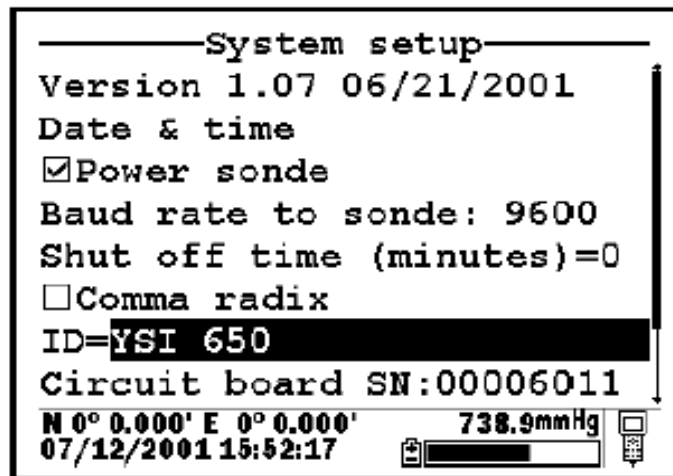 System setup
Version 1.07 06/21/2001
Date & time
Power sonde
Baud rate to sonde: 9600
Shut off time (minutes)=0
Comma radix
ID=YSI 650
Circuit board SN:00006011
N 0° 0.000' E 0° 0.000' 738.9mmHg
07/12/2001 15:52:17